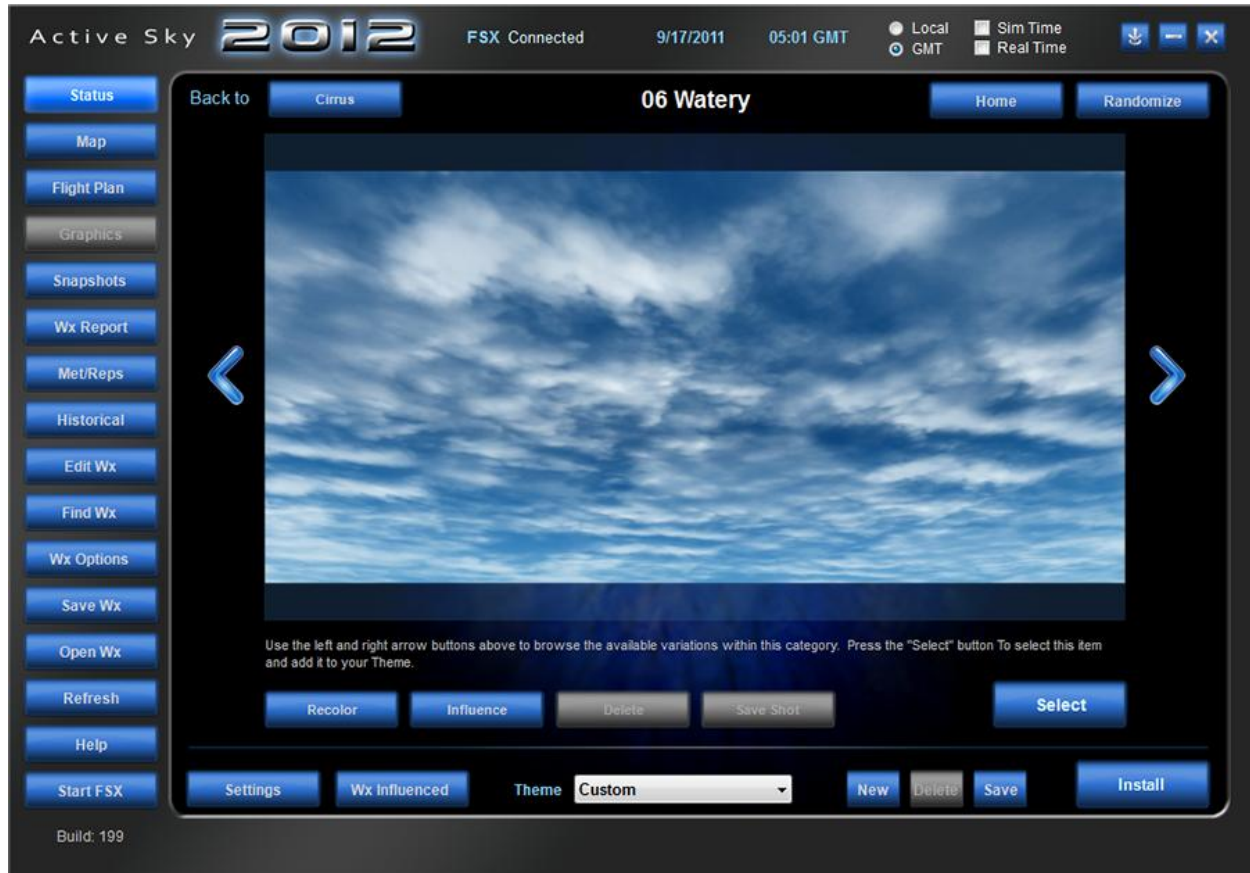 Active Sky 2012 FSX Connected 9/17/2011 05:01 GMT Local Sim Time
GMT Real Time
Status
Map
Flight Plan
Graphics
Snapshots
Wx Report
Met/Reps
Historical
Edit Wx
Find Wx
Wx Options
Save Wx
Open Wx
Refresh
Help
Start FSX
Build: 199
Back to Cirrus 06 Watery Home Randomize
Use the left and right arrow buttons above to browse the available variations within this category. Press the "Select" button To select this item
and add it to your Theme.
Recolor Influence Delete Save Shot Select
Settings Wx Influenced Theme Custom New Delete Save Install